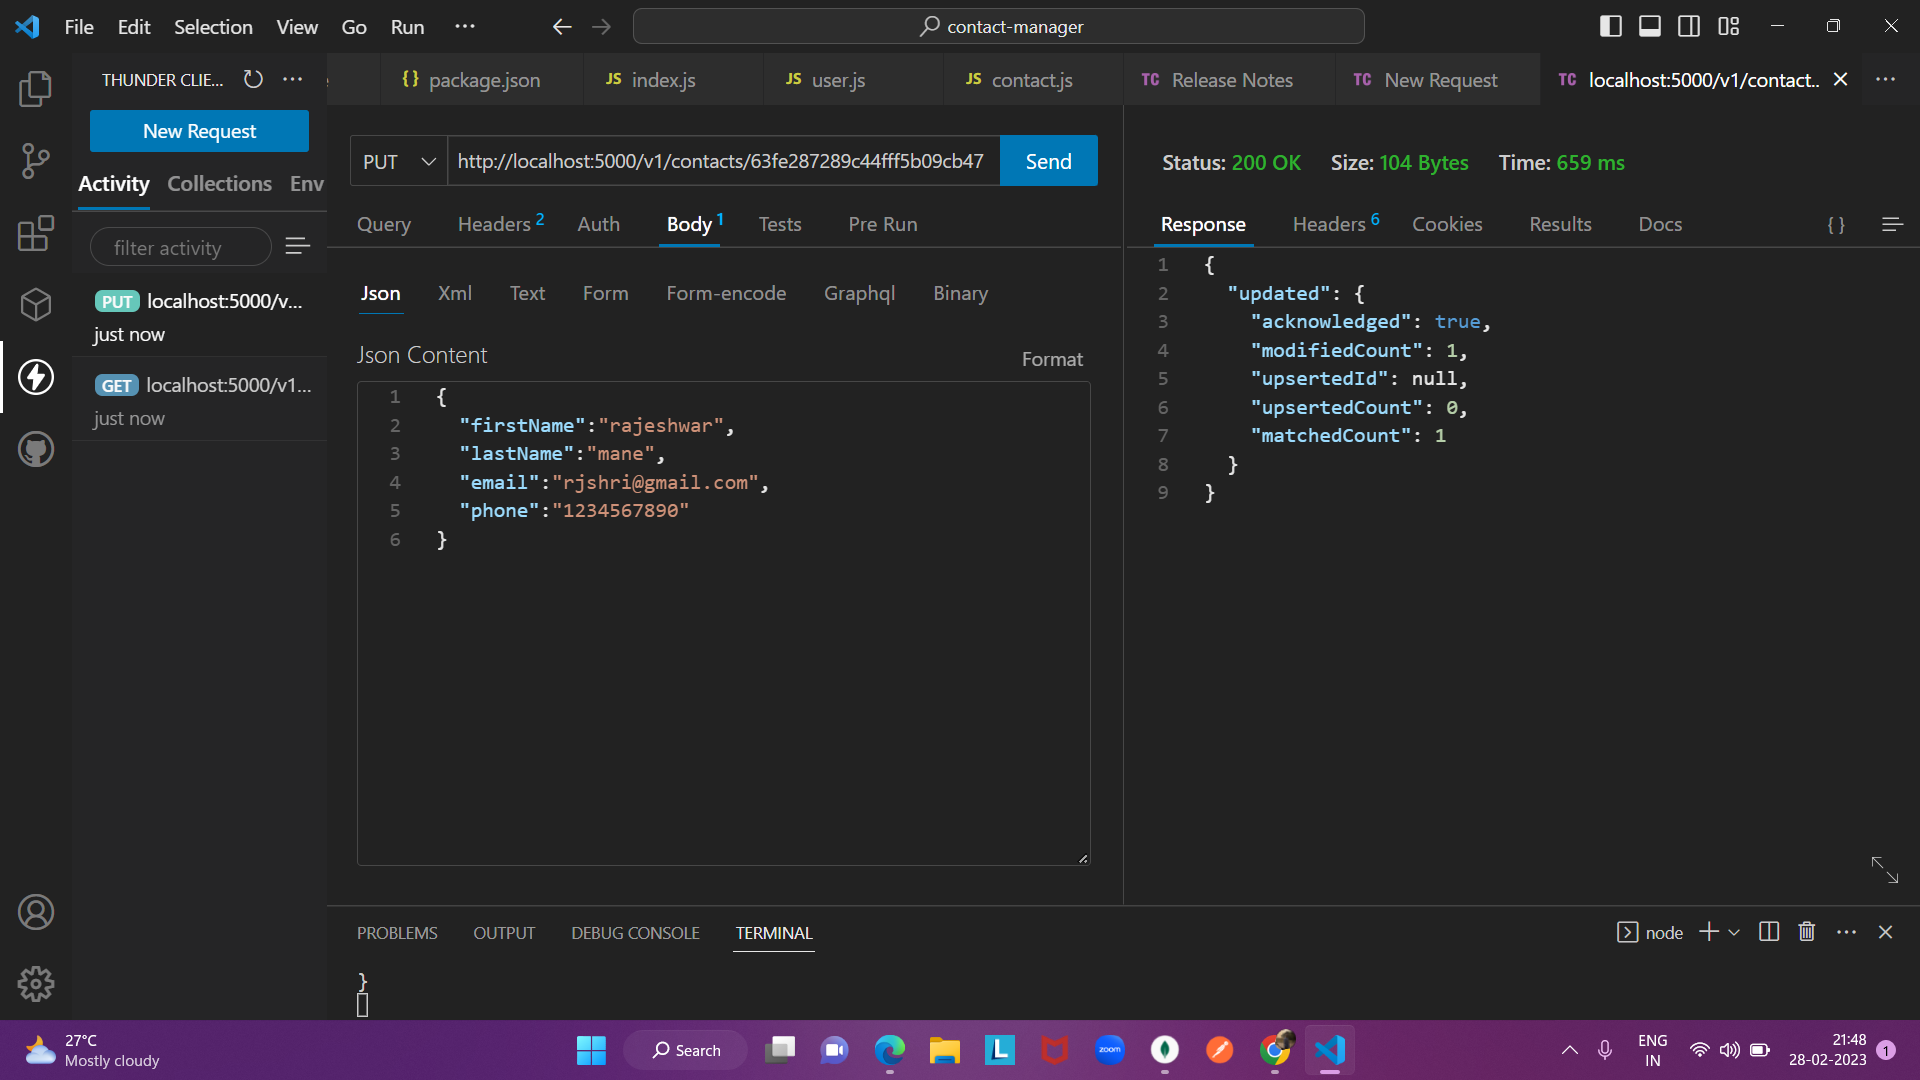 File Edit Selection View Go Run ...
contact-manager
THUNDER CLIE... ...
package.json
JS index.js
JS user.js
JS contact.js
TC Release Notes
TC New Request
TC localhost:5000/v1/contact..
New Request
Activity Collections Env
filter activity
PUT localhost:5000/v...
just now
GET localhost:5000/v1...
just now
PUT http://localhost:5000/v1/contacts/63fe287289c44fff5b09cb47 Send
Query Headers 2 Auth Body 1 Tests Pre Run
Json Xml Text Form Form-encode Graphql Binary
Json Content Format
1 {
2 "firstName":"rajeshwar",
3 "lastName":"mane",
4 "email":"rjshri@gmail.com",
5 "phone":"1234567890"
6 }
Status: 200 OK Size: 104 Bytes Time: 659 ms
Response Headers 6 Cookies Results Docs { }
1 {
2 "updated": {
3 "acknowledged": true,
4 "modifiedCount": 1,
5 "upsertedId": null,
6 "upsertedCount": 0,
7 "matchedCount": 1
8 }
9 }
PROBLEMS OUTPUT DEBUG CONSOLE TERMINAL
node
}
27°C
Mostly cloudy
Search
zoom
ENG
IN
21:48
28-02-2023
1